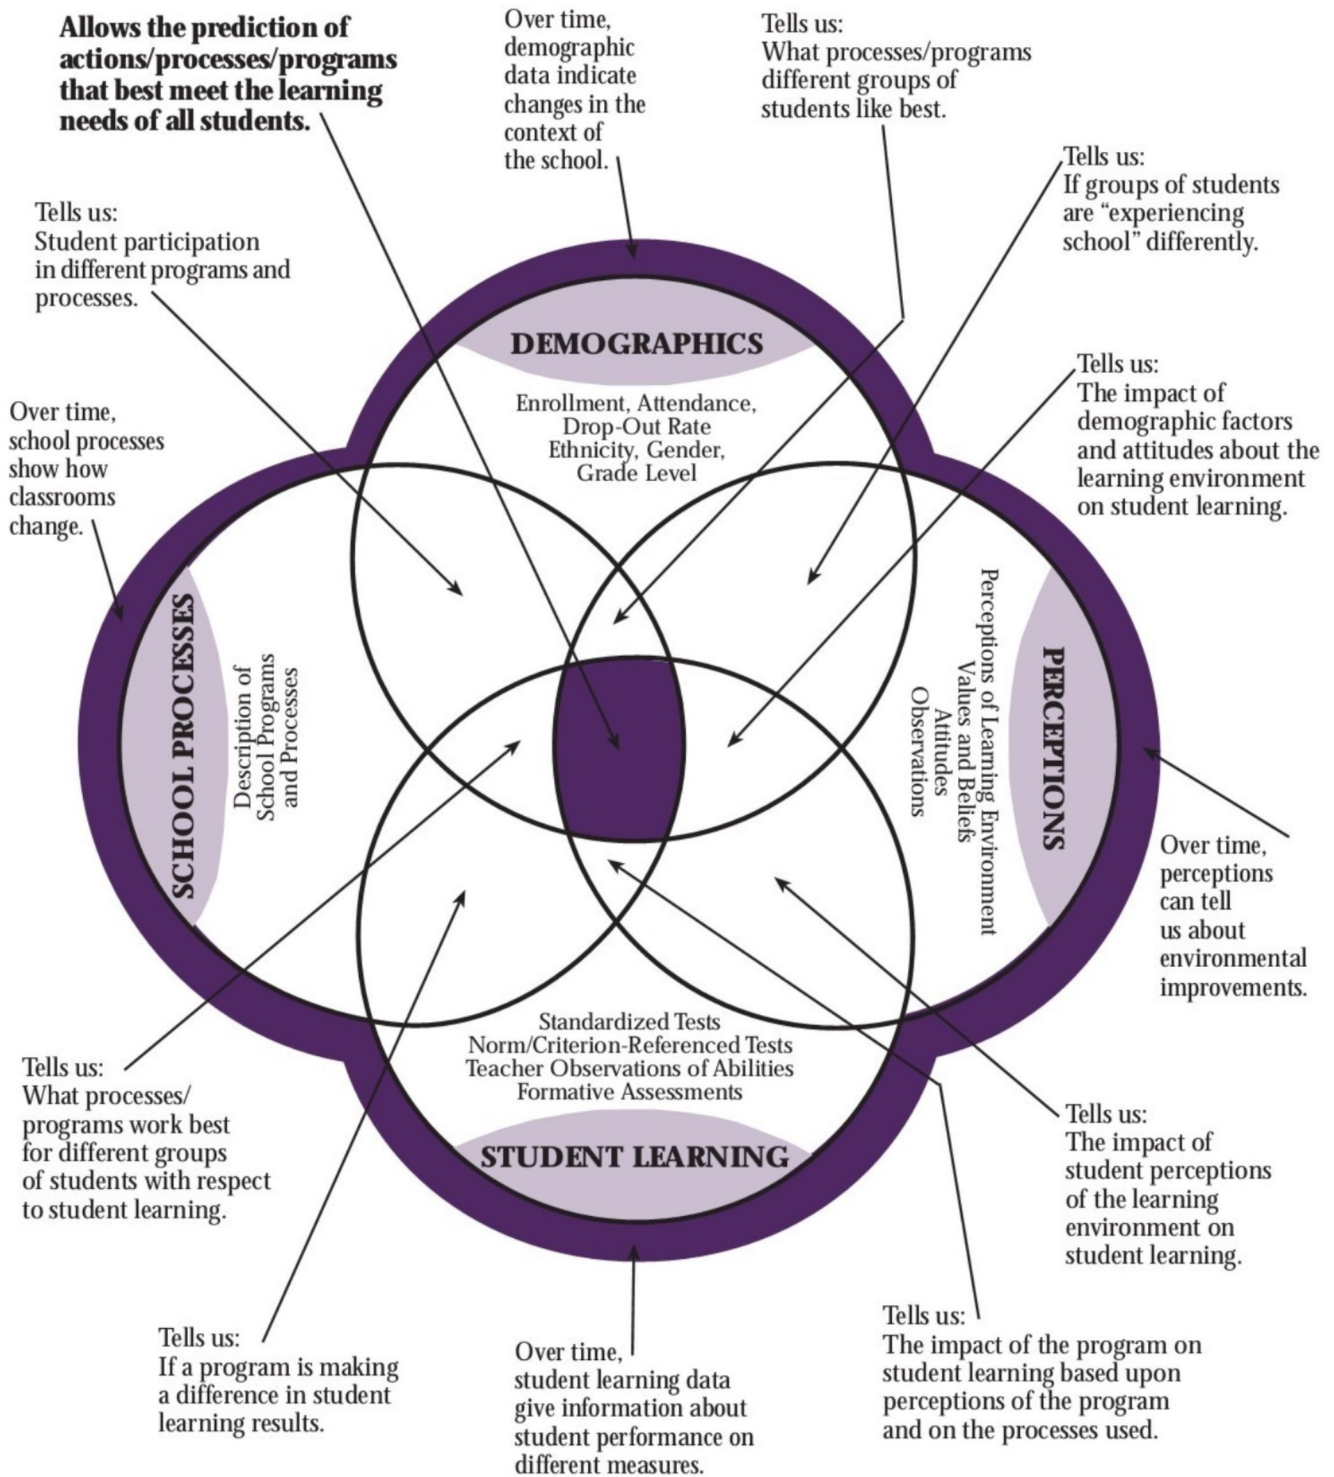 Allows the prediction of
actions/processes/programs
that best meet the learning
needs of all students.
Over time,
demographic
data indicate
changes in the
context of
the school.
Tells us:
What processes/programs
different groups of
students like best.
Tells us:
If groups of students
are “experiencing
school” differently.
Tells us:
Student participation
in different programs and
processes.
Tells us:
The impact of
demographic factors
and attitudes about the
learning environment
on student learning.
Over time,
school processes
show how
classrooms
change.
DEMOGRAPHICS
Enrollment, Attendance,
Drop-Out Rate
Ethnicity, Gender,
Grade Level
SCHOOL PROCESSES
Description of
School Programs
and Processes
PERCEPTIONS
Perceptions of Learning Environment
Values and Beliefs
Attitudes
Observations
Over time,
perceptions
can tell
us about
environmental
improvements.
Standardized Tests
Norm/Criterion-Referenced Tests
Teacher Observations of Abilities
Formative Assessments
STUDENT LEARNING
Tells us:
What processes/
programs work best
for different groups
of students with respect
to student learning.
Tells us:
The impact of
student perceptions
of the learning
environment on
student learning.
Tells us:
If a program is making
a difference in student
learning results.
Over time,
student learning data
give information about
student performance on
different measures.
Tells us:
The impact of the program on
student learning based upon
perceptions of the program
and on the processes used.